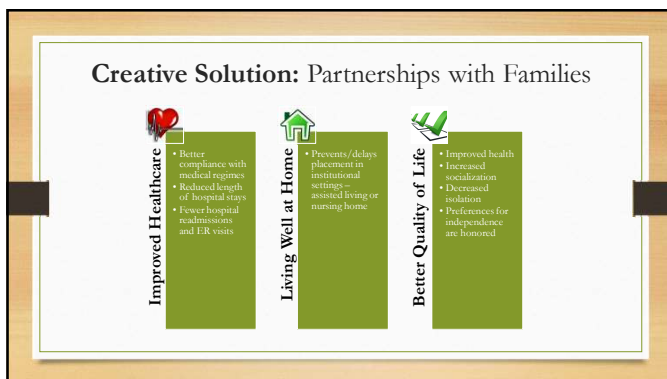 Creative Solution: Partnerships with Families
Improved Healthcare
• Better
compliance with
medical regimes
• Reduced length
of hospital stays
• Fewer hospital
readmissions
and ER visits
Living Well at Home
• Prevents/delays
placement in
institutional
settings –
assisted living or
nursing home
Better Quality of Life
• Improved health
• Increased
socialization
• Decreased
isolation
• Preferences for
independence
are honored